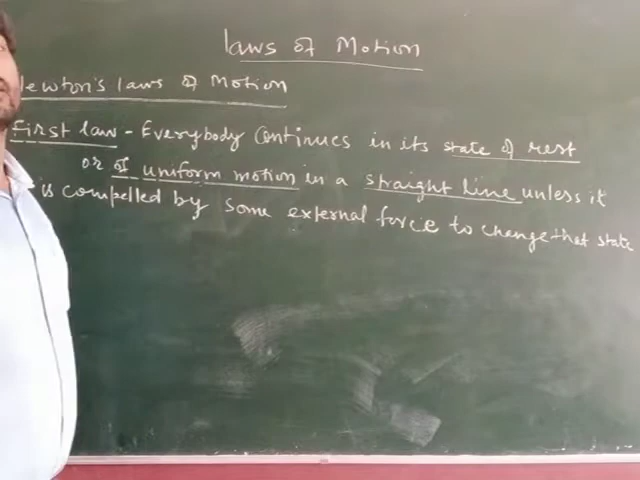 laws of Motion
Newton's laws of Motion
First law - Everybody Continues in its state of rest
or of uniform motion in a straight line unless it
is compelled by some external force to change that state